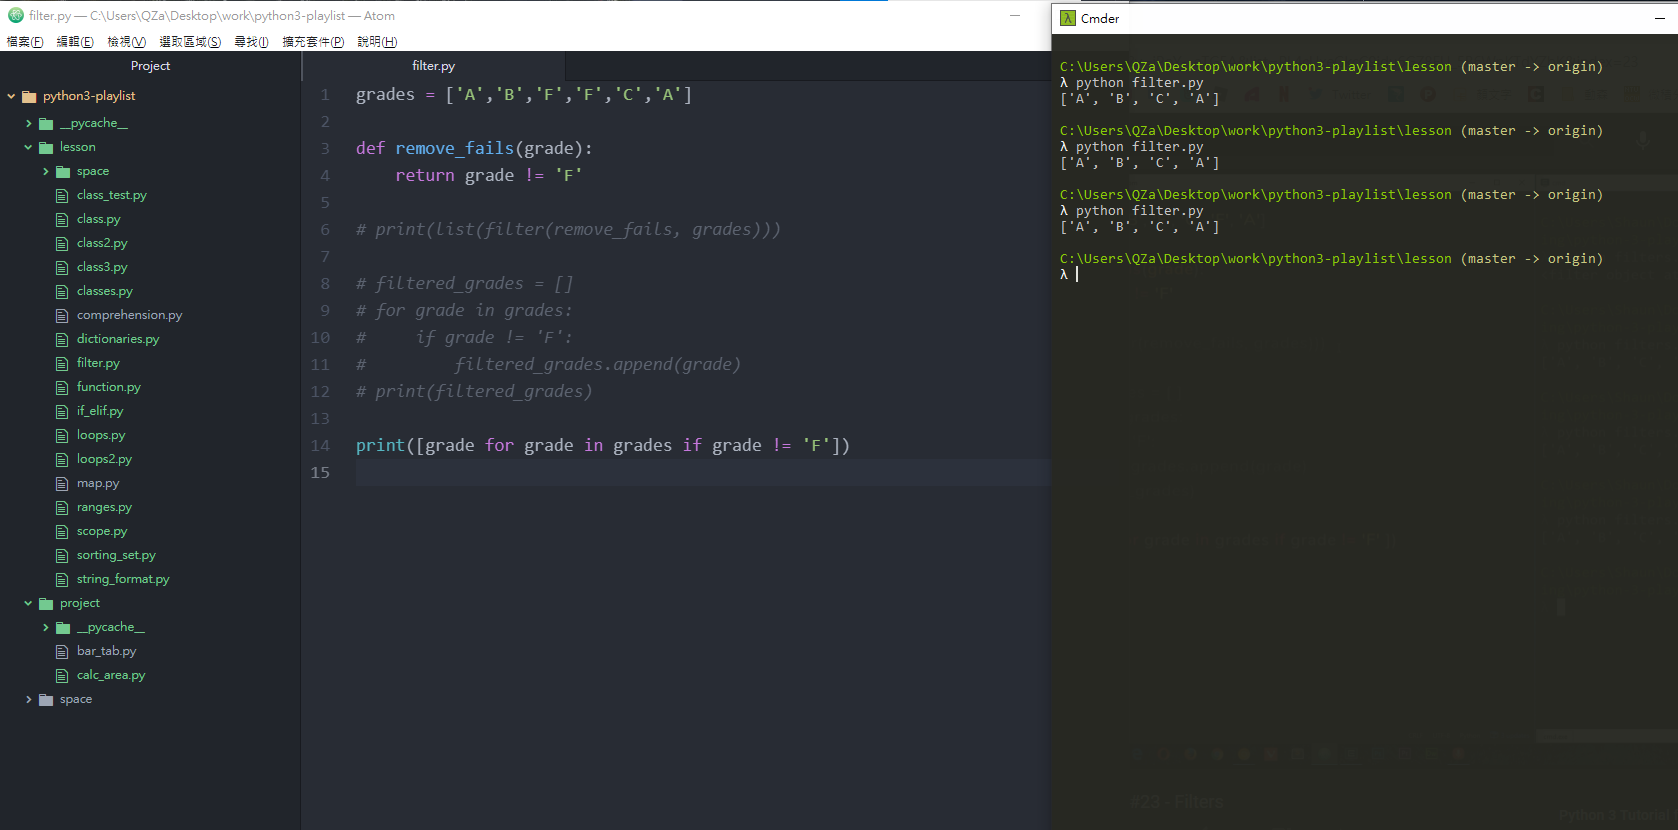 filter.py — C:\Users\QZa\Desktop\work\python3-playlist — Atom
檔案(F) 編輯(E) 檢視(V) 選取區域(S) 尋找(I) 擴充套件(P) 說明(H)
Project
python3-playlist
__pycache__
lesson
space
class_test.py
class.py
class2.py
class3.py
classes.py
comprehension.py
dictionaries.py
filter.py
function.py
if_elif.py
loops.py
loops2.py
map.py
ranges.py
scope.py
sorting_set.py
string_format.py
project
__pycache__
bar_tab.py
calc_area.py
space
filter.py
1 grades = ['A','B','F','F','C','A']
2
3 def remove_fails(grade):
4     return grade != 'F'
5
6 # print(list(filter(remove_fails, grades)))
7
8 # filtered_grades = []
9 # for grade in grades:
10 #     if grade != 'F':
11 #         filtered_grades.append(grade)
12 # print(filtered_grades)
13
14 print([grade for grade in grades if grade != 'F'])
15
λ Cmder
C:\Users\QZa\Desktop\work\python3-playlist\lesson (master -> origin)
λ python filter.py
['A', 'B', 'C', 'A']
C:\Users\QZa\Desktop\work\python3-playlist\lesson (master -> origin)
λ python filter.py
['A', 'B', 'C', 'A']
C:\Users\QZa\Desktop\work\python3-playlist\lesson (master -> origin)
λ python filter.py
['A', 'B', 'C', 'A']
C:\Users\QZa\Desktop\work\python3-playlist\lesson (master -> origin)
λ
#23 - Filters
Python 3 Tutorial